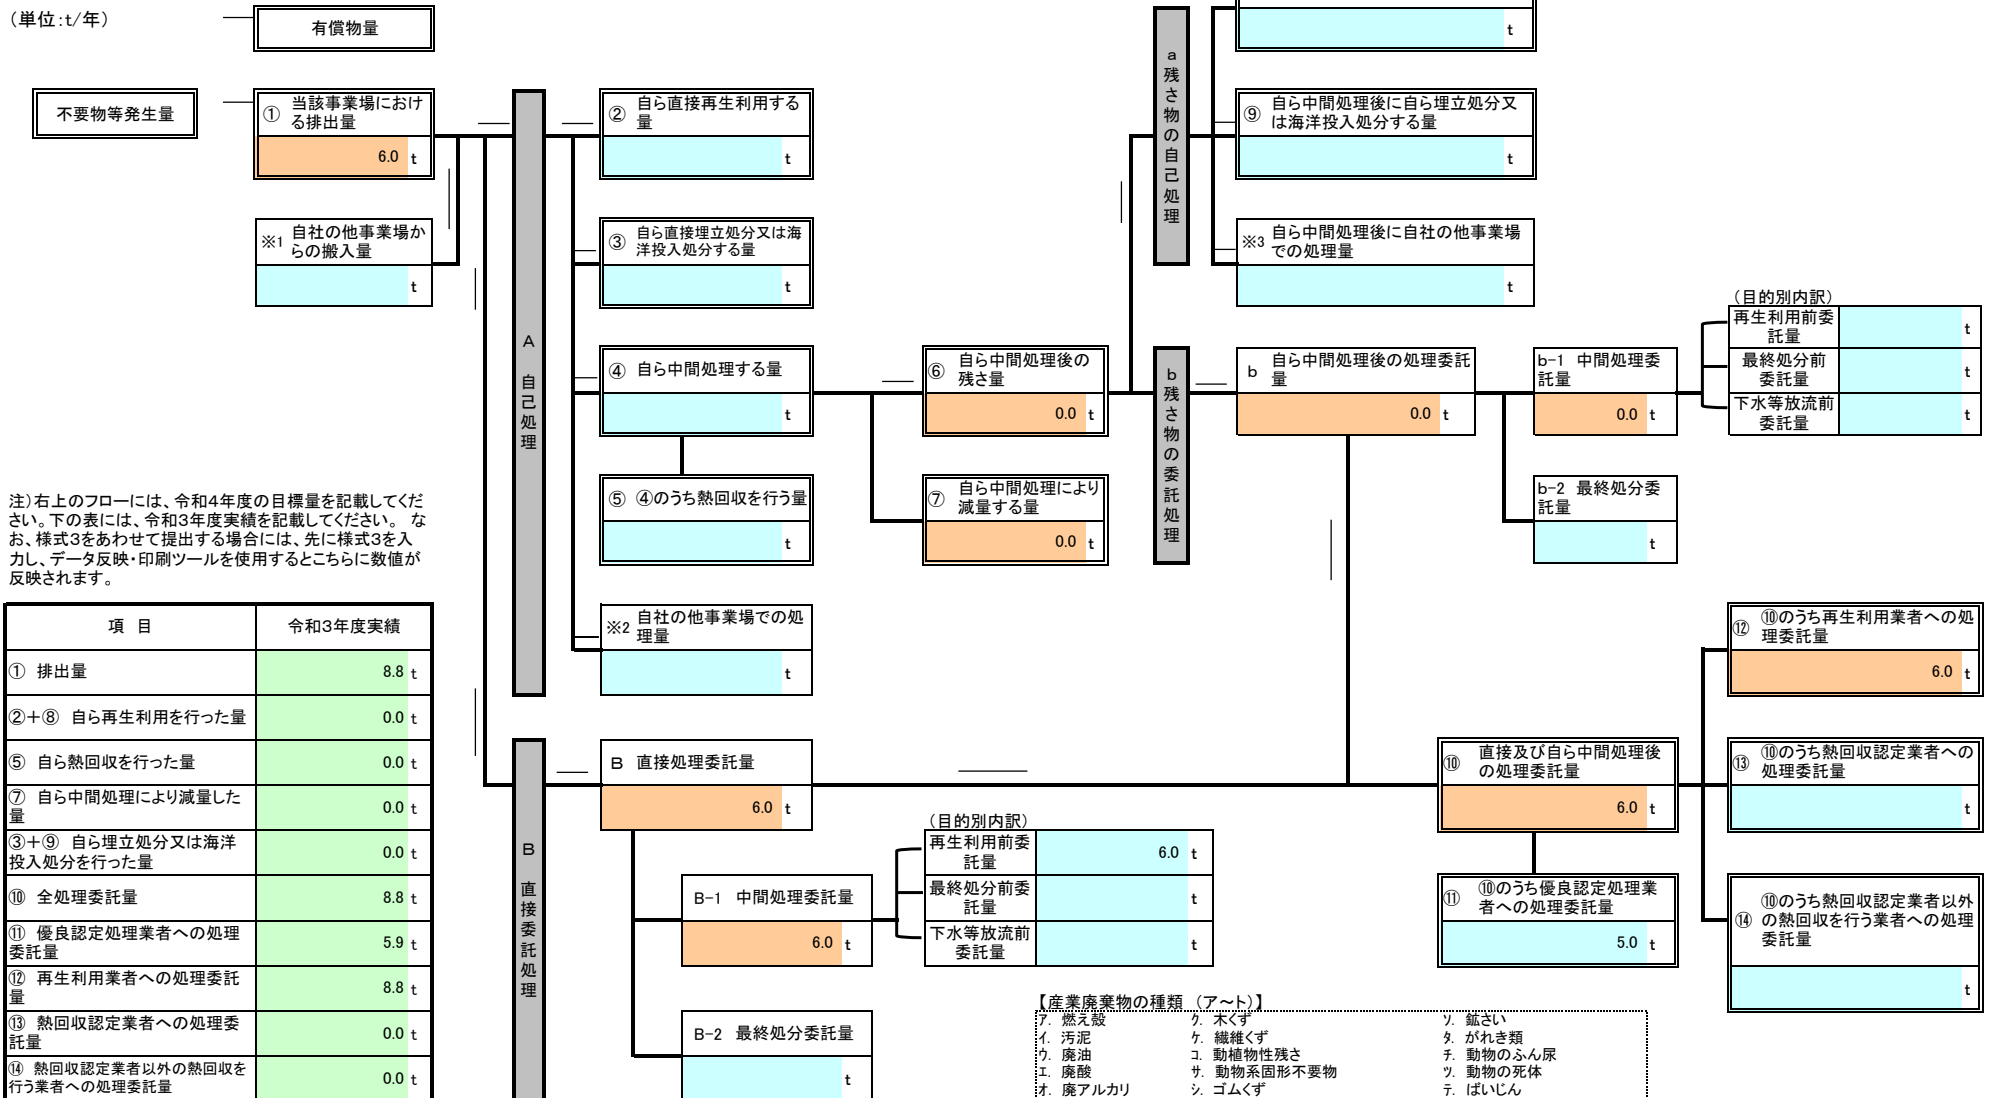 （単位：t/年）
有償物量
t
不要物等発生量
① 当該事業場におけ
る排出量
6.0 t
※1 自社の他事業場か
らの搬入量
t
A 自己処理
② 自ら直接再生利用する
量
t
③ 自ら直接埋立処分又は海
洋投入処分する量
t
④ 自ら中間処理する量
t
⑤ ④のうち熱回収を行う量
t
※2 自社の他事業場での処
理量
t
⑥ 自ら中間処理後の
残さ量
0.0 t
⑦ 自ら中間処理により
減量する量
0.0 t
a 残さ物の自己処理
⑨ 自ら中間処理後に自ら埋立処分又
は海洋投入処分する量
t
※3 自ら中間処理後に自社の他事業場
での処理量
t
b 残さ物の委託処理
b 自ら中間処理後の処理委託
量
0.0 t
b-1 中間処理委
託量
0.0 t
（目的別内訳）
再生利用前委
託量
t
最終処分前
委託量
t
下水等放流前
委託量
t
b-2 最終処分委
託量
t
注）右上のフローには、令和4年度の目標量を記載してくだ
さい。下の表には、令和3年度実績を記載してください。 な
お、様式3をあわせて提出する場合には、先に様式3を入
力し、データ反映・印刷ツールを使用するとこちらに数値が
反映されます。
項 目 令和3年度実績
① 排出量 8.8 t
②＋⑧ 自ら再生利用を行った量 0.0 t
⑤ 自ら熱回収を行った量 0.0 t
⑦ 自ら中間処理により減量した
量 0.0 t
③＋⑨ 自ら埋立処分又は海洋
投入処分を行った量 0.0 t
⑩ 全処理委託量 8.8 t
⑪ 優良認定処理業者への処理
委託量 5.9 t
⑫ 再生利用業者への処理委託
量 8.8 t
⑬ 熱回収認定業者への処理委
託量 0.0 t
⑭ 熱回収認定業者以外の熱回収を
行う業者への処理委託量 0.0 t
B 直接委託処理
B 直接処理委託量
6.0 t
B-1 中間処理委託量
6.0 t
（目的別内訳）
再生利用前委
託量
6.0 t
最終処分前委
託量
t
下水等放流前
委託量
t
B-2 最終処分委託量
t
⑩ 直接及び自ら中間処理後
の処理委託量
6.0 t
⑪ ⑩のうち優良認定処理業
者への処理委託量
5.0 t
⑫ ⑩のうち再生利用業者への処
理委託量
6.0 t
⑬ ⑩のうち熱回収認定業者への
処理委託量
t
⑭ ⑩のうち熱回収認定業者以外
の熱回収を行う業者への処理
委託量
t
【産業廃棄物の種類 （ア～ト）】
ｱ. 燃え殻 ｸ. 木くず ｿ. 鉱さい
ｲ. 汚泥 ｹ. 繊維くず ﾀ. がれき類
ｳ. 廃油 ｺ. 動植物性残さ ﾁ. 動物のふん尿
ｴ. 廃酸 ｻ. 動物系固形不要物 ﾂ. 動物の死体
ｵ. 廃アルカリ ｼ. ゴムくず ﾃ. ばいじん